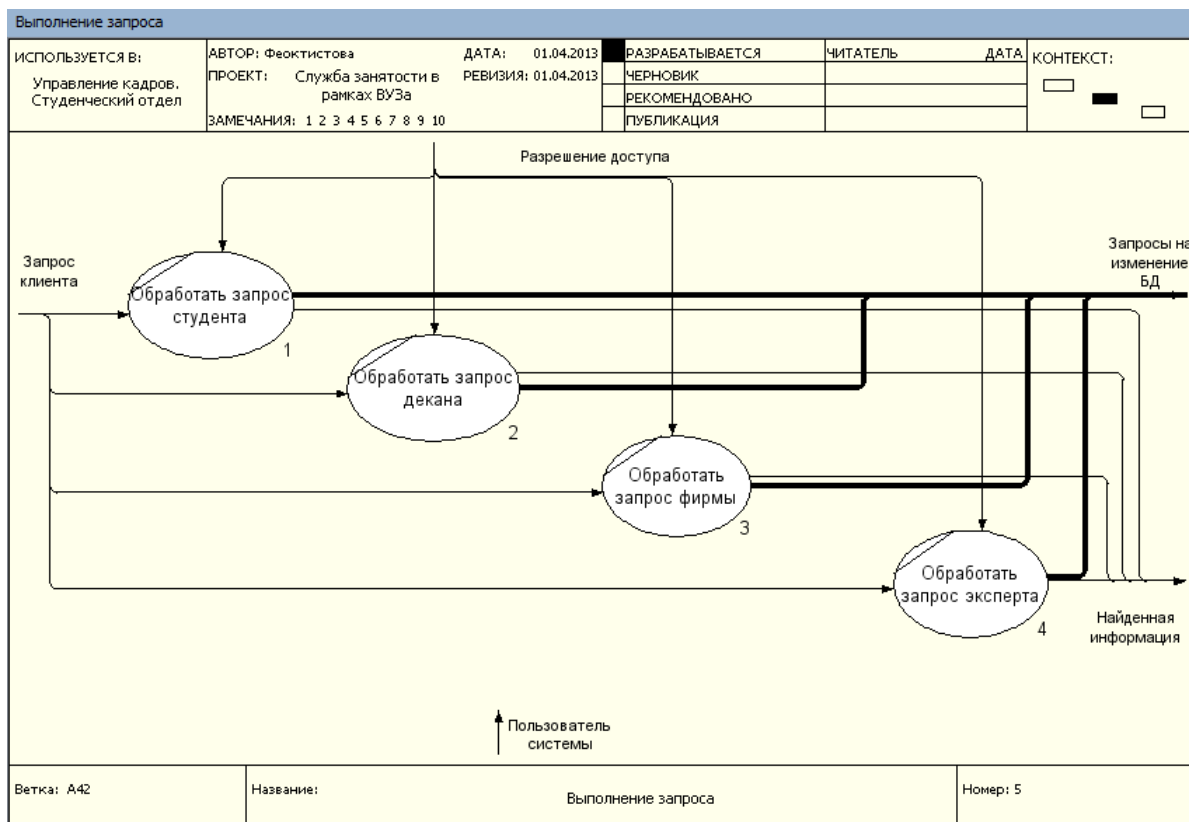 Выполнение запроса
ИСПОЛЬЗУЕТСЯ В:
Управление кадров.
Студенческий отдел
АВТОР: Феоктистова
ДАТА: 01.04.2013
ПРОЕКТ: Служба занятости в
рамках ВУЗа
РЕВИЗИЯ: 01.04.2013
ЗАМЕЧАНИЯ: 1 2 3 4 5 6 7 8 9 10
РАЗРАБАТЫВАЕТСЯ
ЧЕРНОВИК
РЕКОМЕНДОВАНО
ПУБЛИКАЦИЯ
ЧИТАТЕЛЬ
ДАТА
КОНТЕКСТ:
Разрешение доступа
Запрос
клиента
Запросы на
изменение
БД
Обработать запрос
студента
1
Обработать запрос
декана
2
Обработать
запрос фирмы
3
Обработать
запрос эксперта
4
Найденная
информация
Пользователь
системы
Ветка: A42
Название:
Выполнение запроса
Номер: 5